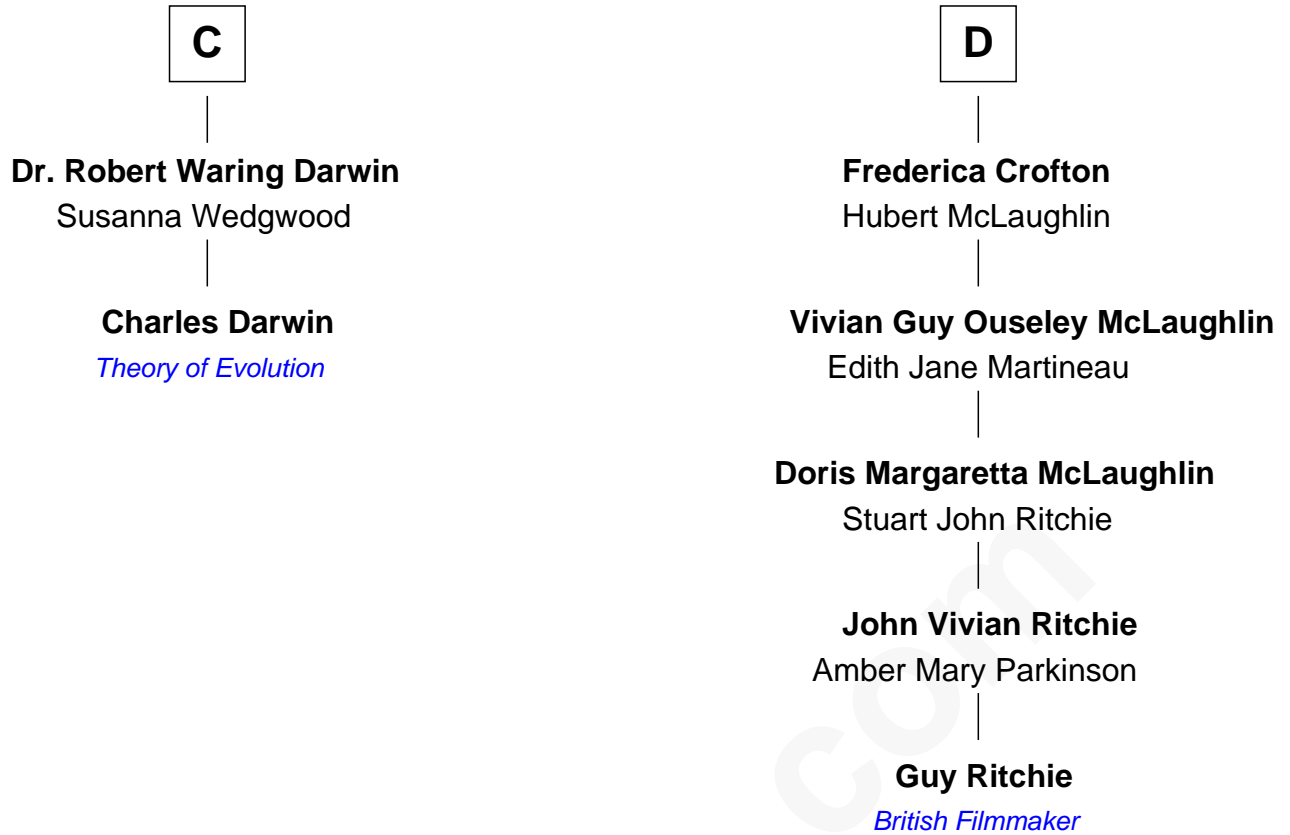 C
Dr. Robert Waring Darwin
Susanna Wedgwood
Charles Darwin
Theory of Evolution
D
Frederica Crofton
Hubert McLaughlin
Vivian Guy Ouseley McLaughlin
Edith Jane Martineau
Doris Margaretta McLaughlin
Stuart John Ritchie
John Vivian Ritchie
Amber Mary Parkinson
Guy Ritchie
British Filmmaker
com